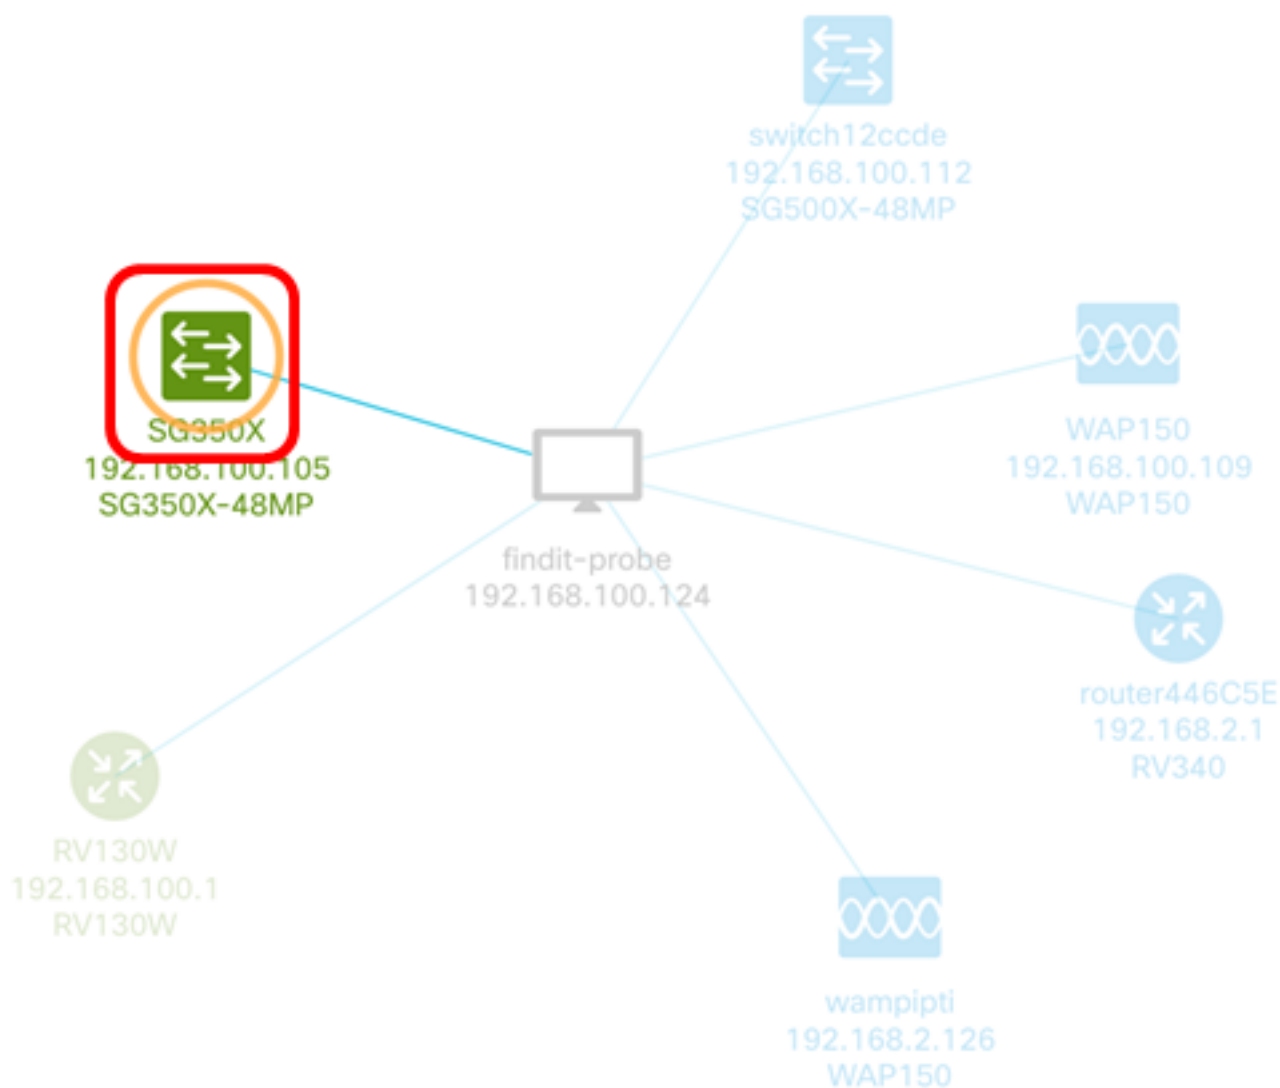 switch12ccde
192.168.100.112
SG500X-48MP
SG350X
192.168.100.105
SG350X-48MP
WAP150
192.168.100.109
WAP150
findit-probe
192.168.100.124
router446C5E
192.168.2.1
RV340
RV130W
192.168.100.1
RV130W
wampipti
192.168.2.126
WAP150